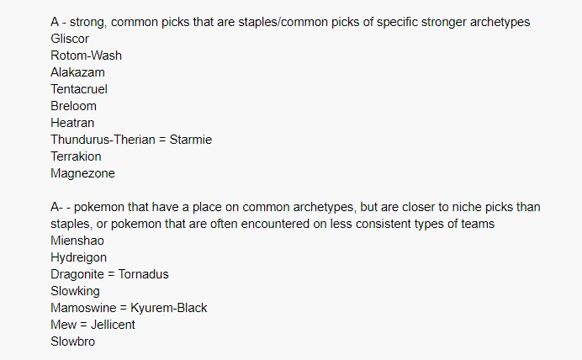 A - strong, common picks that are staples/common picks of specific stronger archetypes
Gliscor
Rotom-Wash
Alakazam
Tentacruel
Breloom
Heatran
Thundurus-Therian = Starmie
Terrakion
Magnezone
A- - pokemon that have a place on common archetypes, but are closer to niche picks than
staples, or pokemon that are often encountered on less consistent types of teams
Mienshao
Hydreigon
Dragonite = Tornadus
Slowking
Mamoswine = Kyurem-Black
Mew = Jellicent
Slowbro